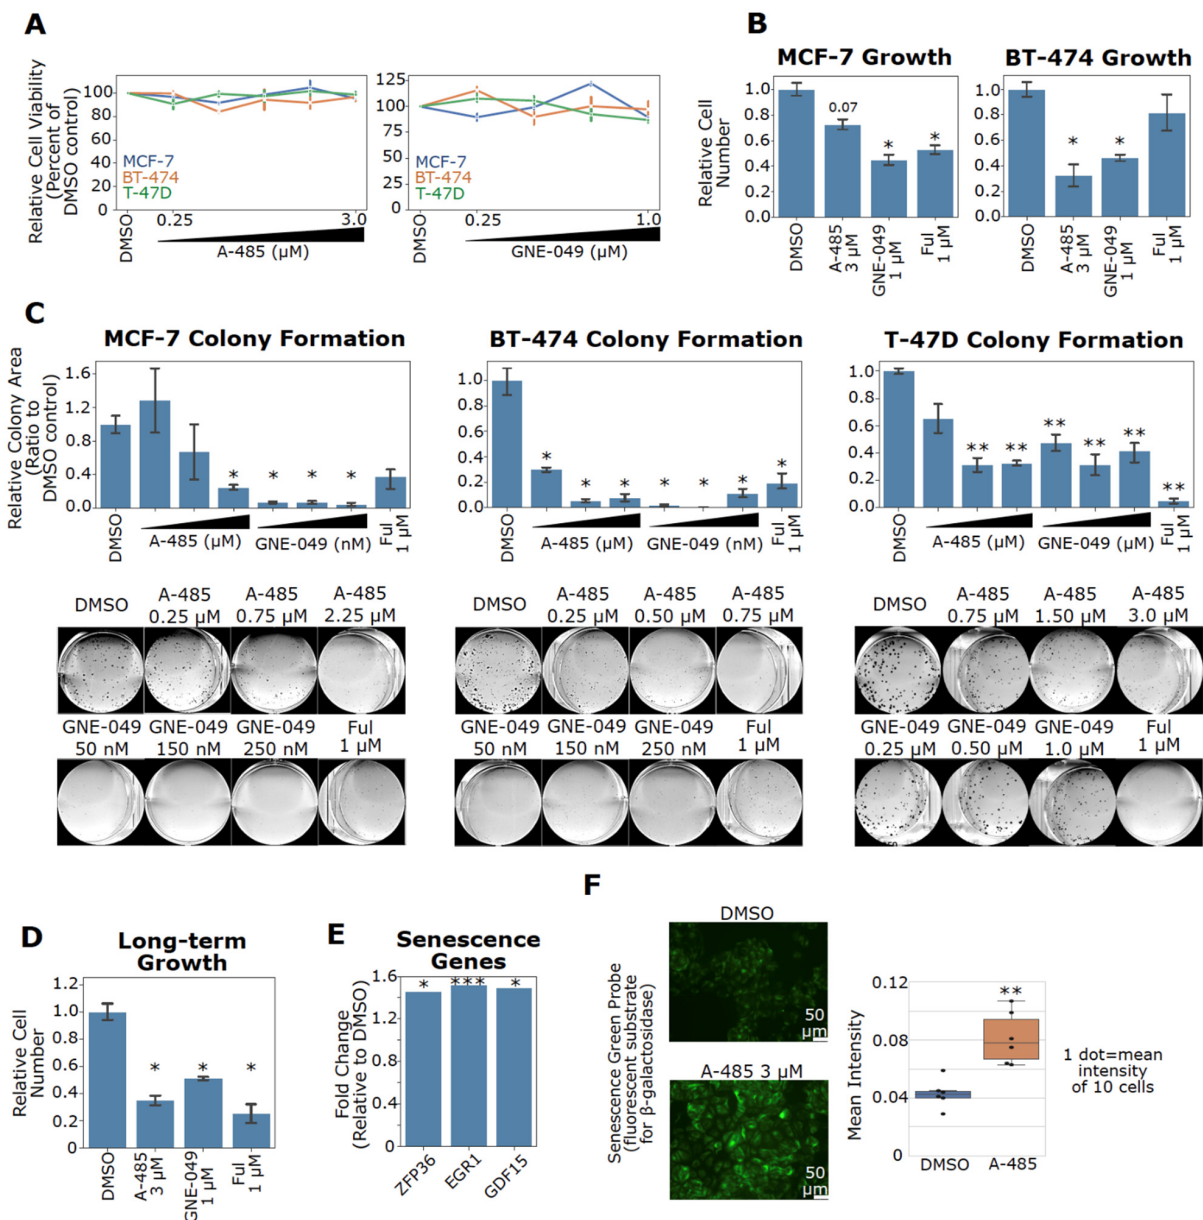 A
Relative Cell Viability
(Percent of
DMSO control)
100
80
60
40
20
0
MCF-7
BT-474
T-47D
DMSO
0.25
3.0
A-485 (µM)
125
100
75
50
25
0
MCF-7
BT-474
T-47D
DMSO
0.25
1.0
GNE-049 (µM)
B
MCF-7 Growth
Relative Cell
Number
1.0
0.8
0.6
0.4
0.2
0.0
0.07
*
*
DMSO
A-485
3 µM
GNE-049
1 µM
Ful
1 µM
BT-474 Growth
1.0
0.8
0.6
0.4
0.2
0.0
*
*
DMSO
A-485
3 µM
GNE-049
1 µM
Ful
1 µM
C
MCF-7 Colony Formation
Relative Colony Area
(Ratio to
DMSO control)
1.6
1.2
0.8
0.4
0.0
* * * *
DMSO
A-485 (µM)
GNE-049 (nM)
Ful
1 µM
BT-474 Colony Formation
1.0
0.8
0.6
0.4
0.2
0.0
* * * * * * *
DMSO
A-485 (µM)
GNE-049 (nM)
Ful
1 µM
T-47D Colony Formation
1.0
0.8
0.6
0.4
0.2
0.0
** ** ** ** ** **
DMSO
A-485 (µM)
GNE-049 (µM)
Ful
1 µM
DMSO
A-485
0.25 µM
A-485
0.75 µM
A-485
2.25 µM
GNE-049
50 nM
GNE-049
150 nM
GNE-049
250 nM
Ful
1 µM
DMSO
A-485
0.25 µM
A-485
0.50 µM
A-485
0.75 µM
GNE-049
50 nM
GNE-049
150 nM
GNE-049
250 nM
Ful
1 µM
DMSO
A-485
0.75 µM
A-485
1.50 µM
A-485
3.0 µM
GNE-049
0.25 µM
GNE-049
0.50 µM
GNE-049
1.0 µM
Ful
1 µM
D
Long-term
Growth
Relative Cell
Number
1.2
1.0
0.8
0.6
0.4
0.2
0
* * *
DMSO
A-485
3 µM
GNE-049
1 µM
Ful
1 µM
E
Senescence
Genes
Fold Change
(Relative to DMSO)
1.6
1.2
0.8
0.4
0.0
* *** *
ZFP36
EGR1
GDF15
F
Senescence Green Probe
(fluorescent substrate
for β-galactosidase)
DMSO
50
µm
A-485 3 µM
50
µm
Mean Intensity
0.12
0.08
0.04
0
**
DMSO
A-485
1 dot=mean
intensity
of 10 cells